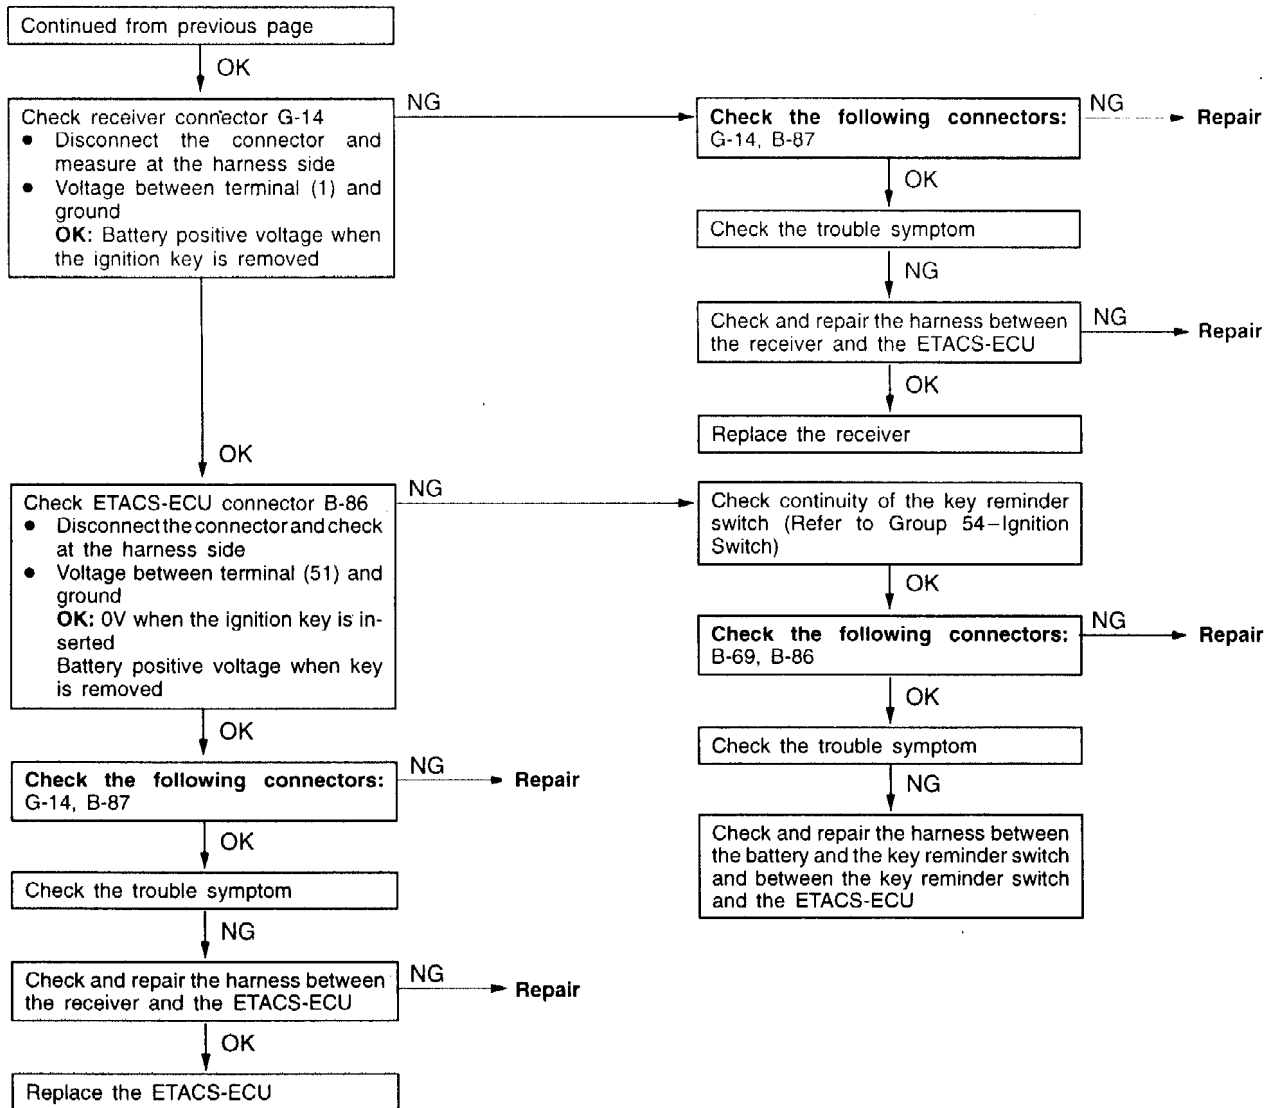 Continued from previous page
OK
Check receiver connector G-14
● Disconnect the connector and
measure at the harness side
● Voltage between terminal (1) and
ground
OK: Battery positive voltage when
the ignition key is removed
NG
Check the following connectors:
G-14, B-87
NG
Repair
OK
Check the trouble symptom
NG
Check and repair the harness between
the receiver and the ETACS-ECU
NG
Repair
OK
Replace the receiver
OK
Check ETACS-ECU connector B-86
● Disconnect the connector and check
at the harness side
● Voltage between terminal (51) and
ground
OK: 0V when the ignition key is in-
serted
Battery positive voltage when key
is removed
NG
Check continuity of the key reminder
switch (Refer to Group 54–Ignition
Switch)
OK
Check the following connectors:
B-69, B-86
NG
Repair
OK
Check the trouble symptom
NG
Check and repair the harness between
the battery and the key reminder switch
and between the key reminder switch
and the ETACS-ECU
OK
Check the following connectors:
G-14, B-87
NG
Repair
OK
Check the trouble symptom
NG
Check and repair the harness between
the receiver and the ETACS-ECU
NG
Repair
OK
Replace the ETACS-ECU